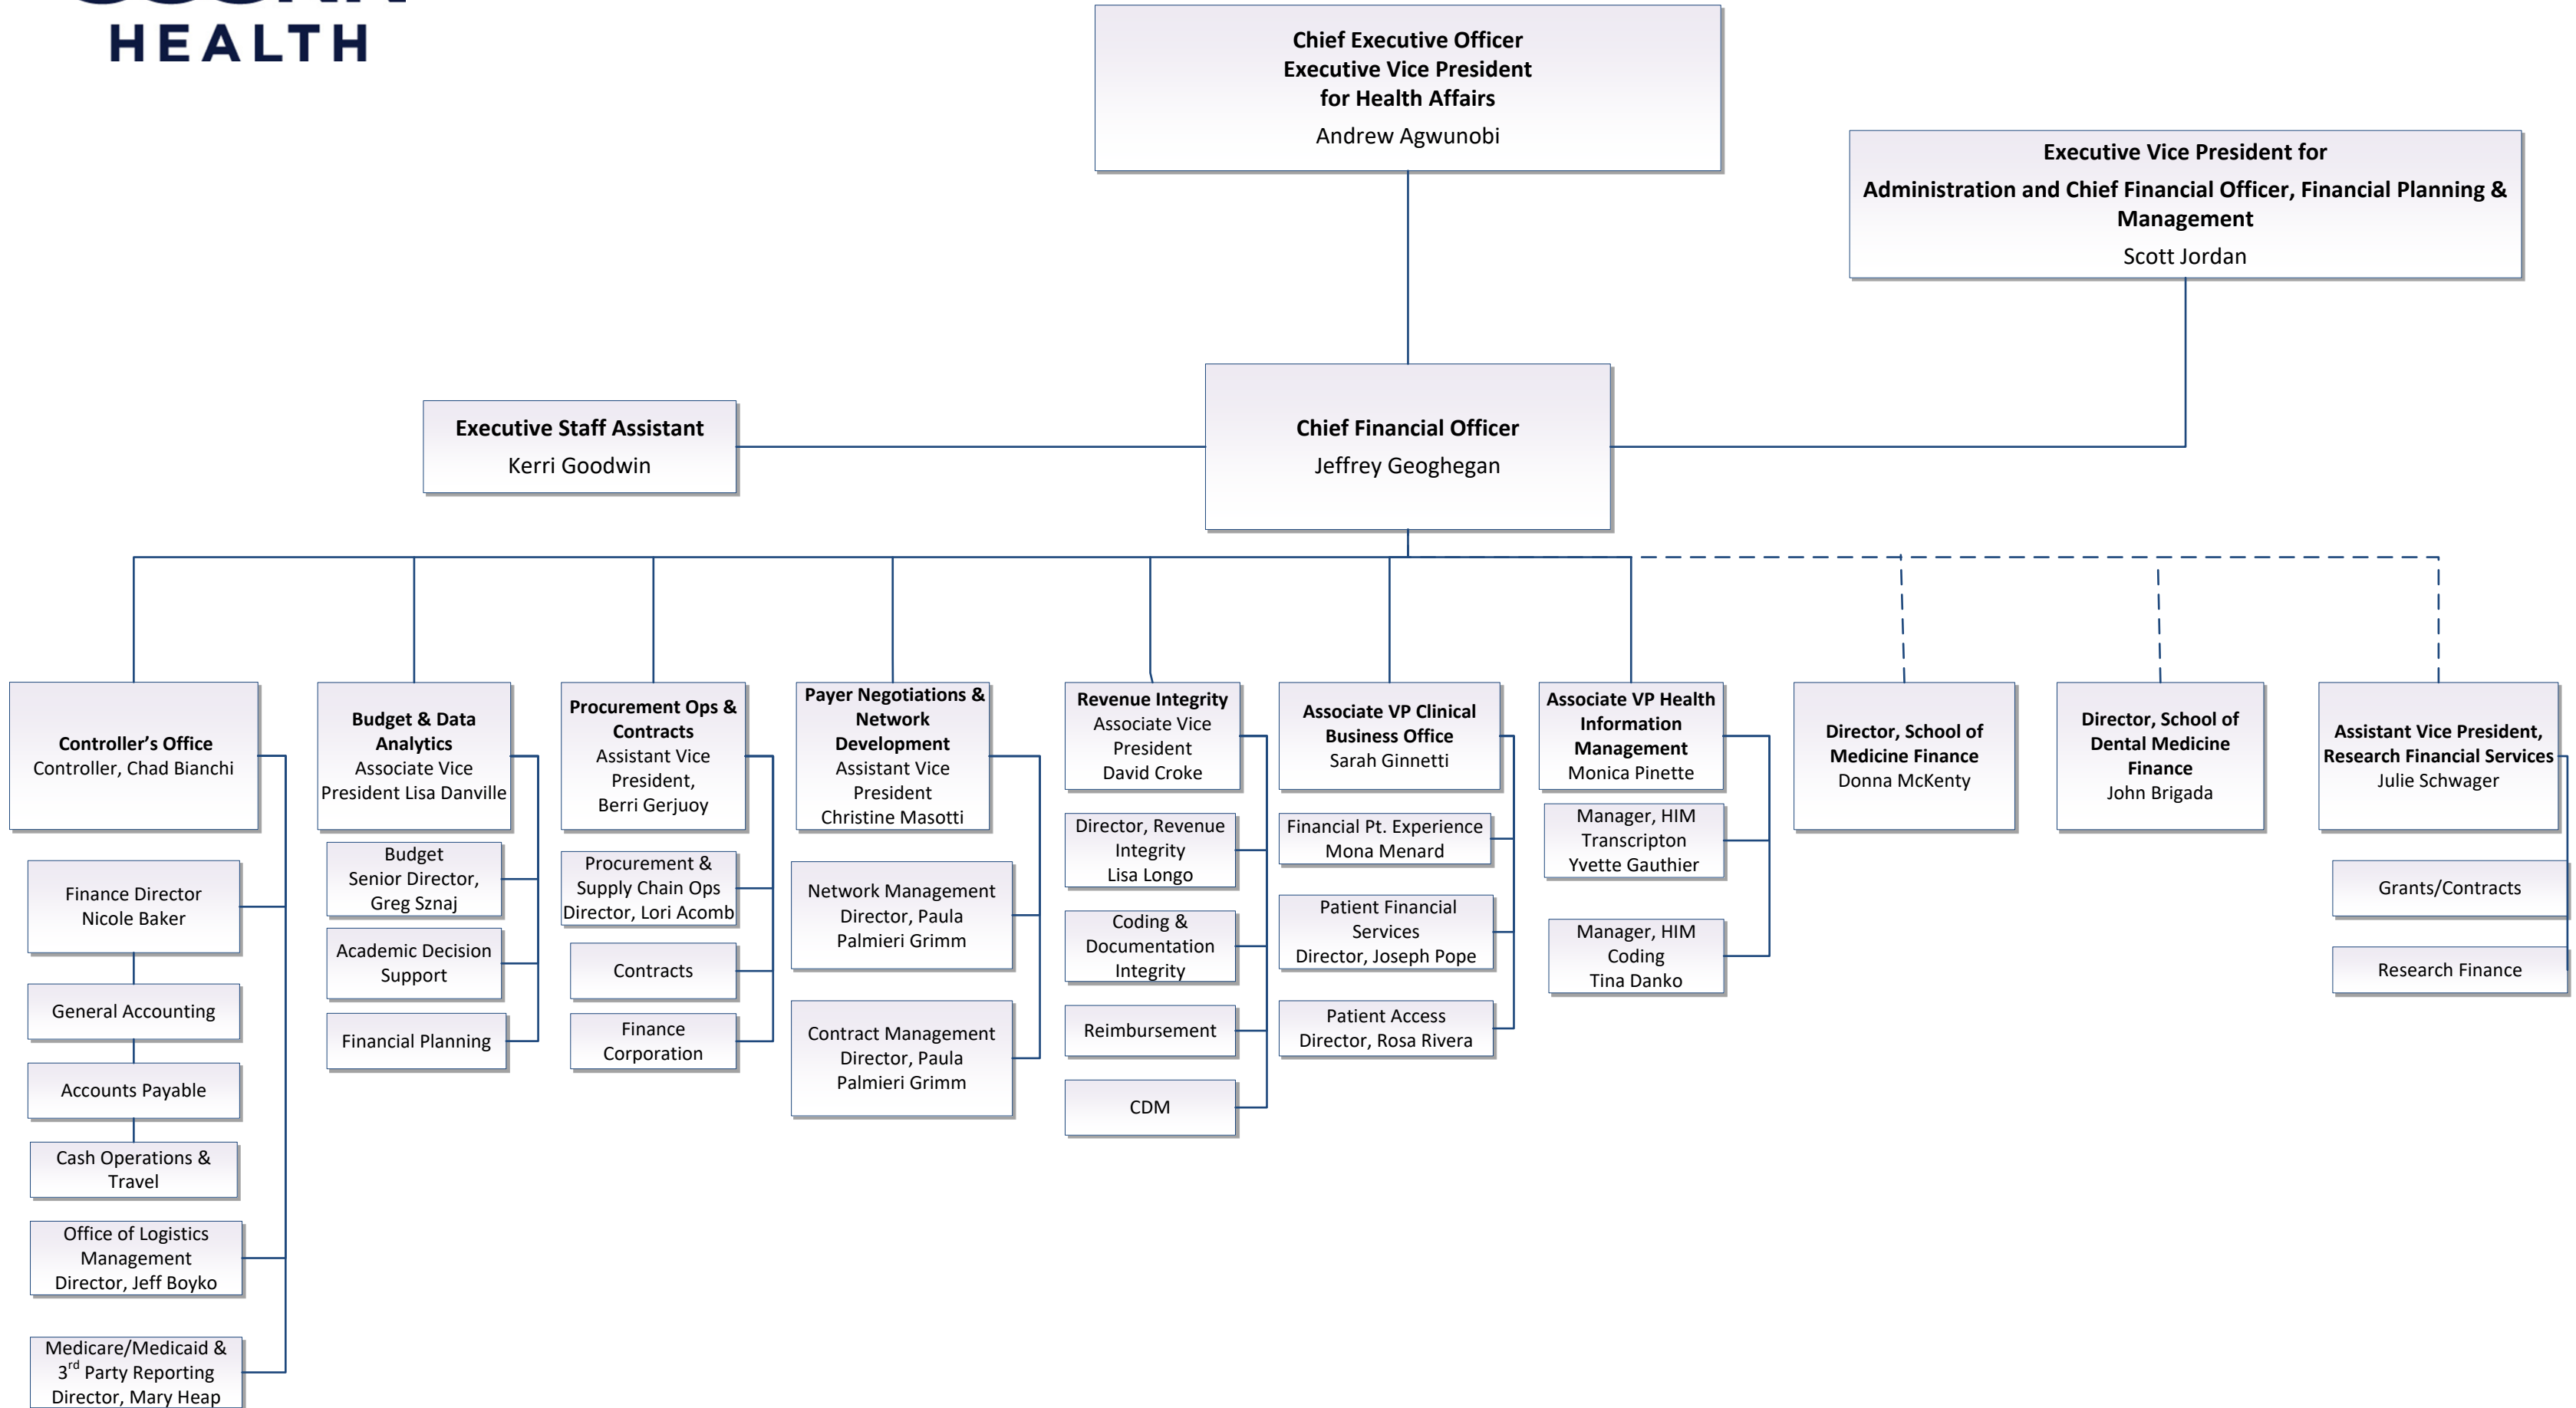 HEALTH
Chief Executive Officer
Executive Vice President
for Health Affairs
Andrew Agwunobi
Executive Vice President for
Administration and Chief Financial Officer, Financial Planning &
Management
Scott Jordan
Executive Staff Assistant
Kerri Goodwin
Chief Financial Officer
Jeffrey Geoghegan
Controller's Office
Controller, Chad Bianchi
Finance Director
Nicole Baker
General Accounting
Accounts Payable
Cash Operations &
Travel
Office of Logistics
Management
Director, Jeff Boyko
Medicare/Medicaid &
3rd Party Reporting
Director, Mary Heap
Budget & Data
Analytics
Associate Vice
President Lisa Danville
Budget
Senior Director,
Greg Sznaj
Academic Decision
Support
Financial Planning
Procurement Ops &
Contracts
Assistant Vice
President,
Berri Gerjuoy
Procurement &
Supply Chain Ops
Director, Lori Acomb
Contracts
Finance
Corporation
Payer Negotiations &
Network
Development
Assistant Vice
President
Christine Masotti
Network Management
Director, Paula
Palmieri Grimm
Contract Management
Director, Paula
Palmieri Grimm
Revenue Integrity
Associate Vice
President
David Croke
Director, Revenue
Integrity
Lisa Longo
Coding &
Documentation
Integrity
Reimbursement
CDM
Associate VP Clinical
Business Office
Sarah Ginnetti
Financial Pt. Experience
Mona Menard
Patient Financial
Services
Director, Joseph Pope
Patient Access
Director, Rosa Rivera
Associate VP Health
Information
Management
Monica Pinette
Manager, HIM
Transcripton
Yvette Gauthier
Manager, HIM
Coding
Tina Danko
Director, School of
Medicine Finance
Donna McKenty
Director, School of
Dental Medicine
Finance
John Brigada
Assistant Vice President,
Research Financial Services
Julie Schwager
Grants/Contracts
Research Finance